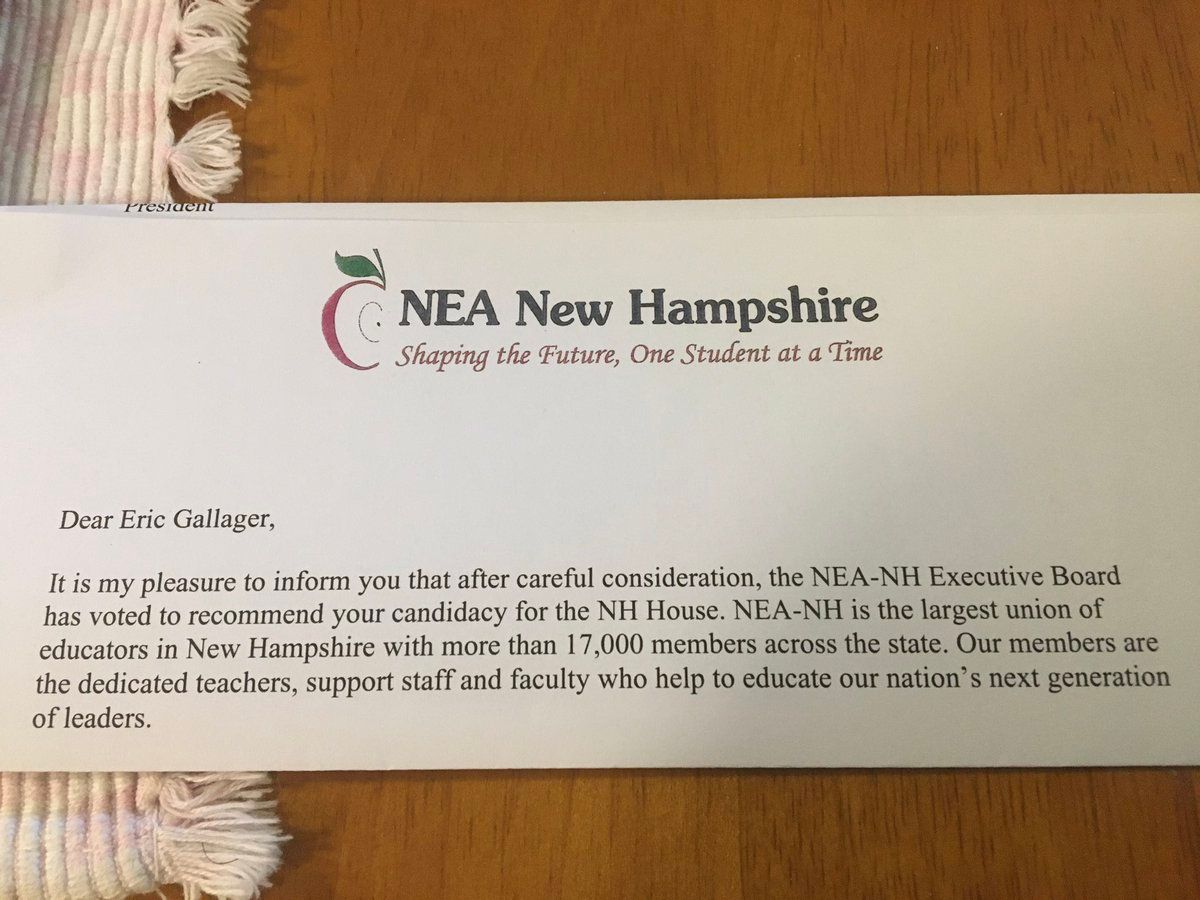 President
NEA New Hampshire
Shaping the Future, One Student at a Time
Dear Eric Gallager,
It is my pleasure to inform you that after careful consideration, the NEA-NH Executive Board
has voted to recommend your candidacy for the NH House. NEA-NH is the largest union of
educators in New Hampshire with more than 17,000 members across the state. Our members are
the dedicated teachers, support staff and faculty who help to educate our nation's next generation
of leaders.